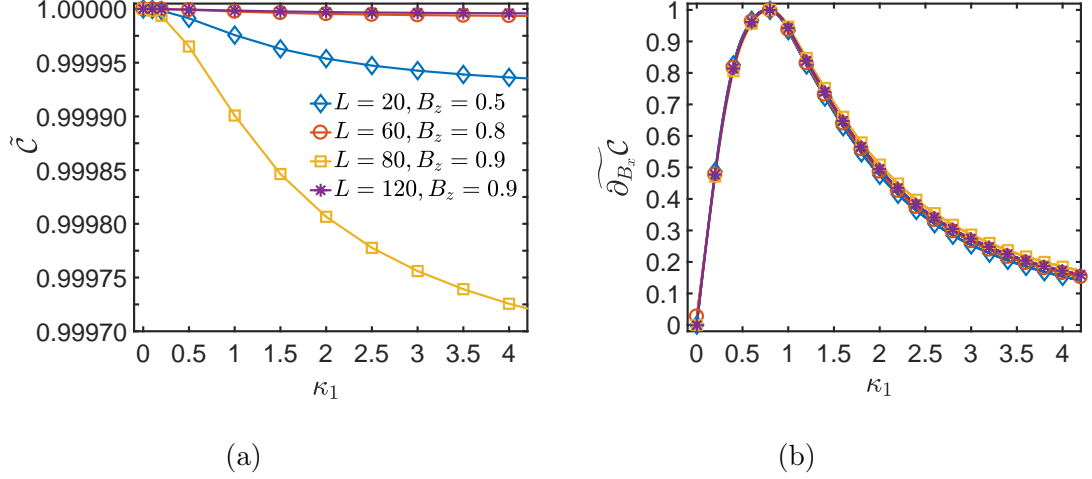 1.00000
0.99995
0.99990
0.99985
0.99980
0.99975
0.99970
C̃
0 0.5 1 1.5 2 2.5 3 3.5 4
κ₁
L = 20, B_z = 0.5
L = 60, B_z = 0.8
L = 80, B_z = 0.9
L = 120, B_z = 0.9
(a)
1
0.9
0.8
0.7
0.6
0.5
0.4
0.3
0.2
0.1
0
\widetilde{∂_{B_x} C}
0 0.5 1 1.5 2 2.5 3 3.5 4
κ₁
(b)